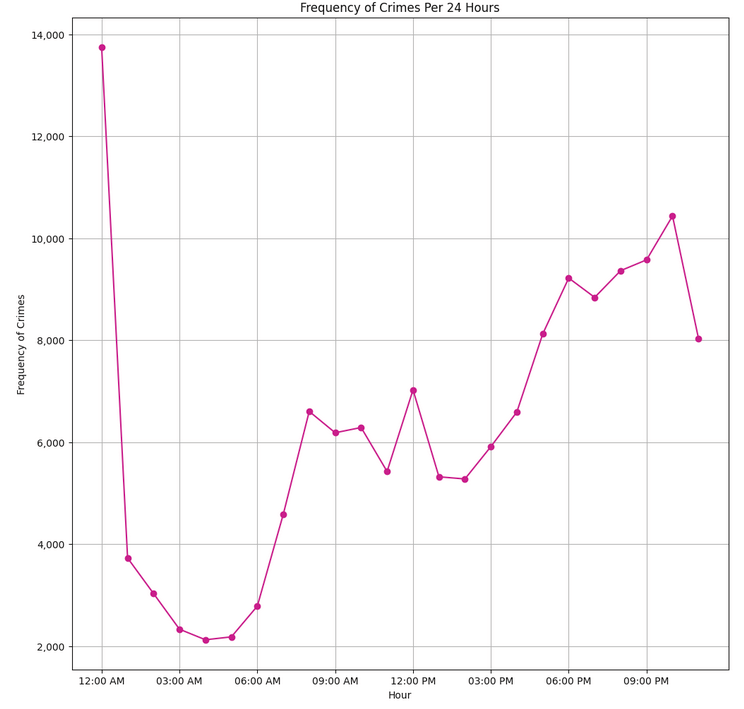 Frequency of Crimes Per 24 Hours
14,000
12,000
10,000
8,000
6,000
4,000
2,000
Frequency of Crimes
12:00 AM 03:00 AM 06:00 AM 09:00 AM 12:00 PM 03:00 PM 06:00 PM 09:00 PM
Hour